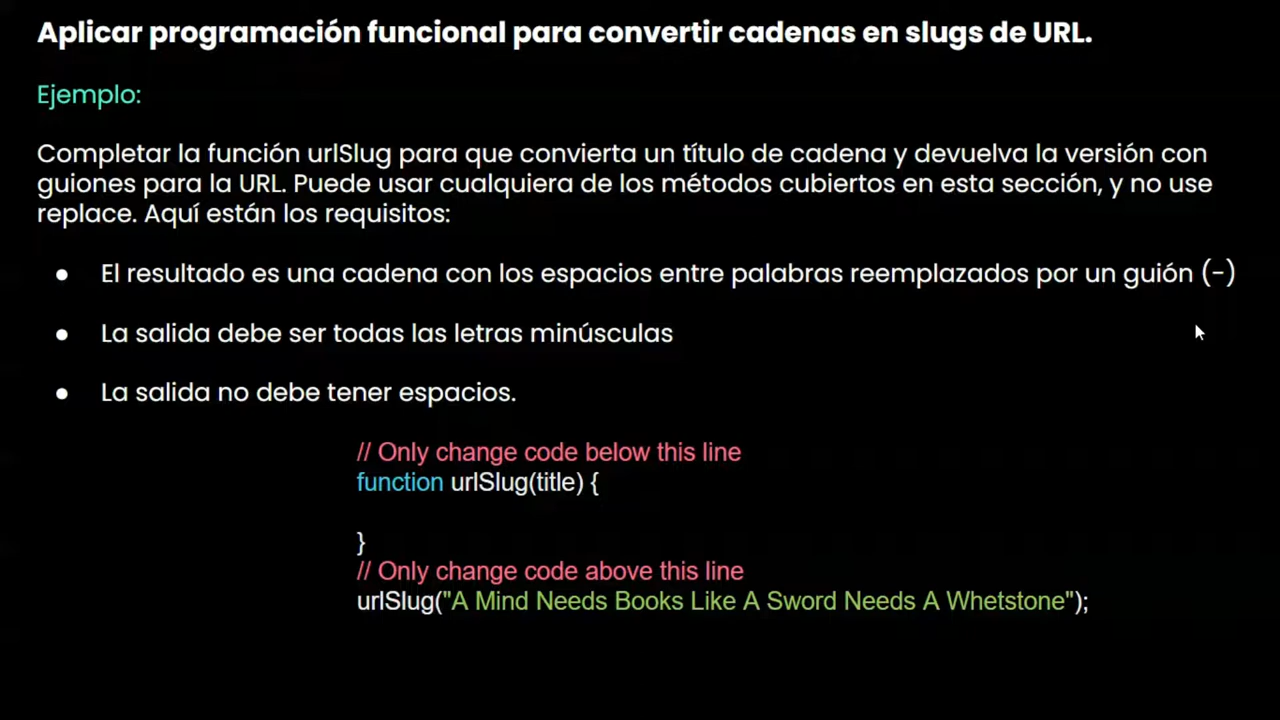 Aplicar programación funcional para convertir cadenas en slugs de URL.
Ejemplo:
Completar la función urlSlug para que convierta un título de cadena y devuelva la versión con
guiones para la URL. Puede usar cualquiera de los métodos cubiertos en esta sección, y no use
replace. Aquí están los requisitos:
● El resultado es una cadena con los espacios entre palabras reemplazados por un guión (-)
● La salida debe ser todas las letras minúsculas
● La salida no debe tener espacios.
// Only change code below this line
function urlSlug(title) {
}
// Only change code above this line
urlSlug("A Mind Needs Books Like A Sword Needs A Whetstone");